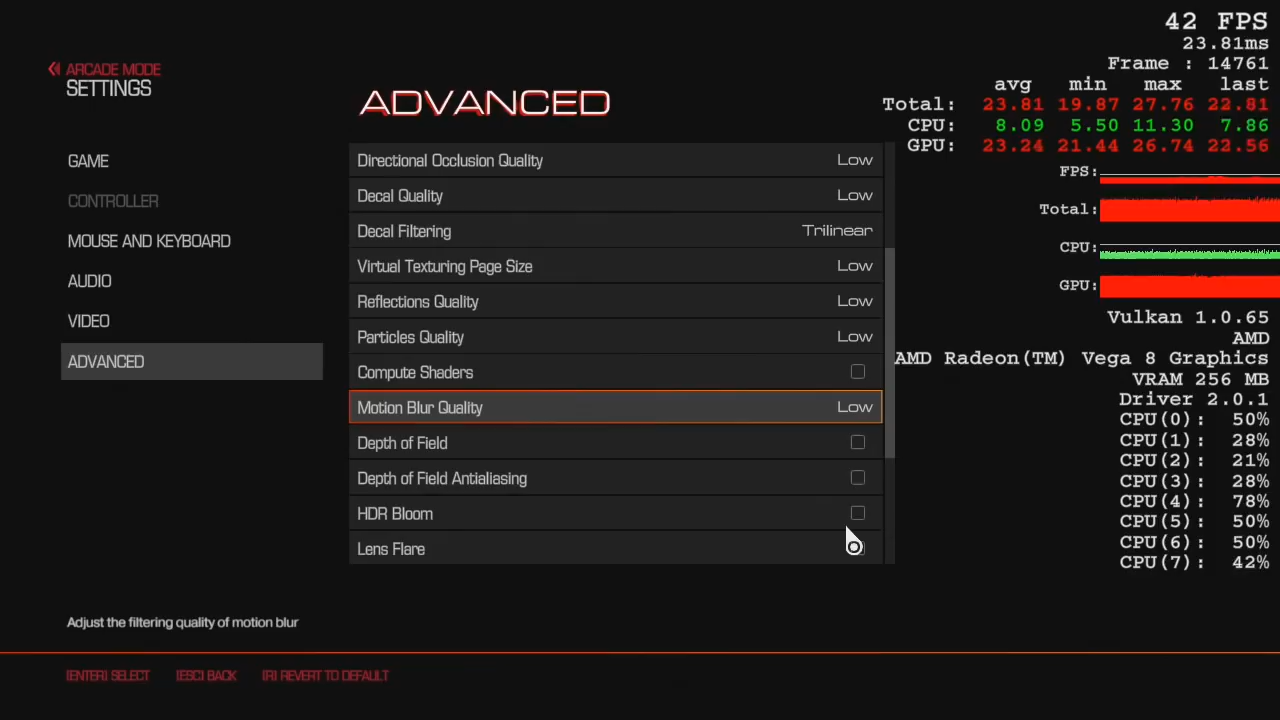 ARCADE MODE
SETTINGS
GAME
CONTROLLER
MOUSE AND KEYBOARD
AUDIO
VIDEO
ADVANCED
ADVANCED
Directional Occlusion Quality Low
Decal Quality Low
Decal Filtering Trilinear
Virtual Texturing Page Size Low
Reflections Quality Low
Particles Quality Low
Compute Shaders
Motion Blur Quality Low
Depth of Field
Depth of Field Antialiasing
HDR Bloom
Lens Flare
Adjust the filtering quality of motion blur
[ENTER] SELECT [ESC] BACK [R] REVERT TO DEFAULT
42 FPS
23.81ms
Frame : 14761
avg min max last
Total: 23.81 19.87 27.76 22.81
CPU: 8.09 5.50 11.30 7.86
GPU: 23.24 21.44 26.74 22.56
FPS:
Total:
CPU:
GPU:
Vulkan 1.0.65
AMD
AMD Radeon(TM) Vega 8 Graphics
VRAM 256 MB
Driver 2.0.1
CPU(0): 50%
CPU(1): 28%
CPU(2): 21%
CPU(3): 28%
CPU(4): 78%
CPU(5): 50%
CPU(6): 50%
CPU(7): 42%